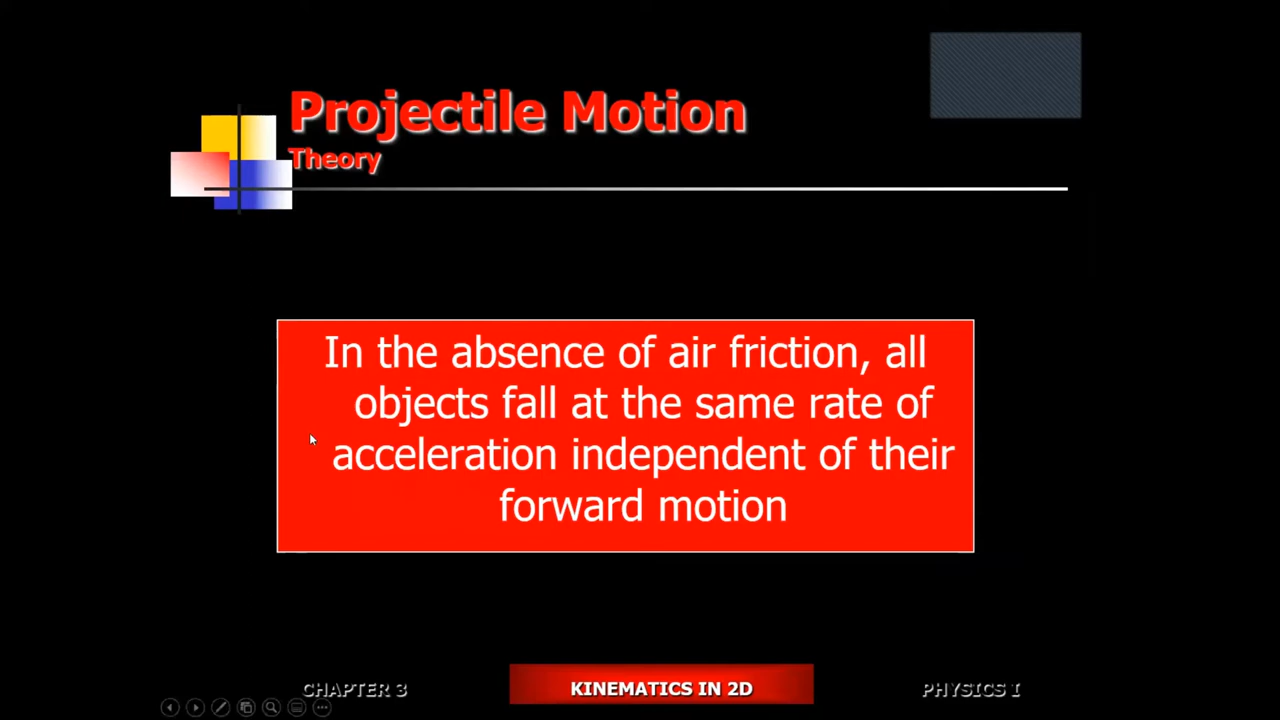 Projectile Motion
Theory
In the absence of air friction, all
objects fall at the same rate of
acceleration independent of their
forward motion
CHAPTER 3
KINEMATICS IN 2D
PHYSICS I